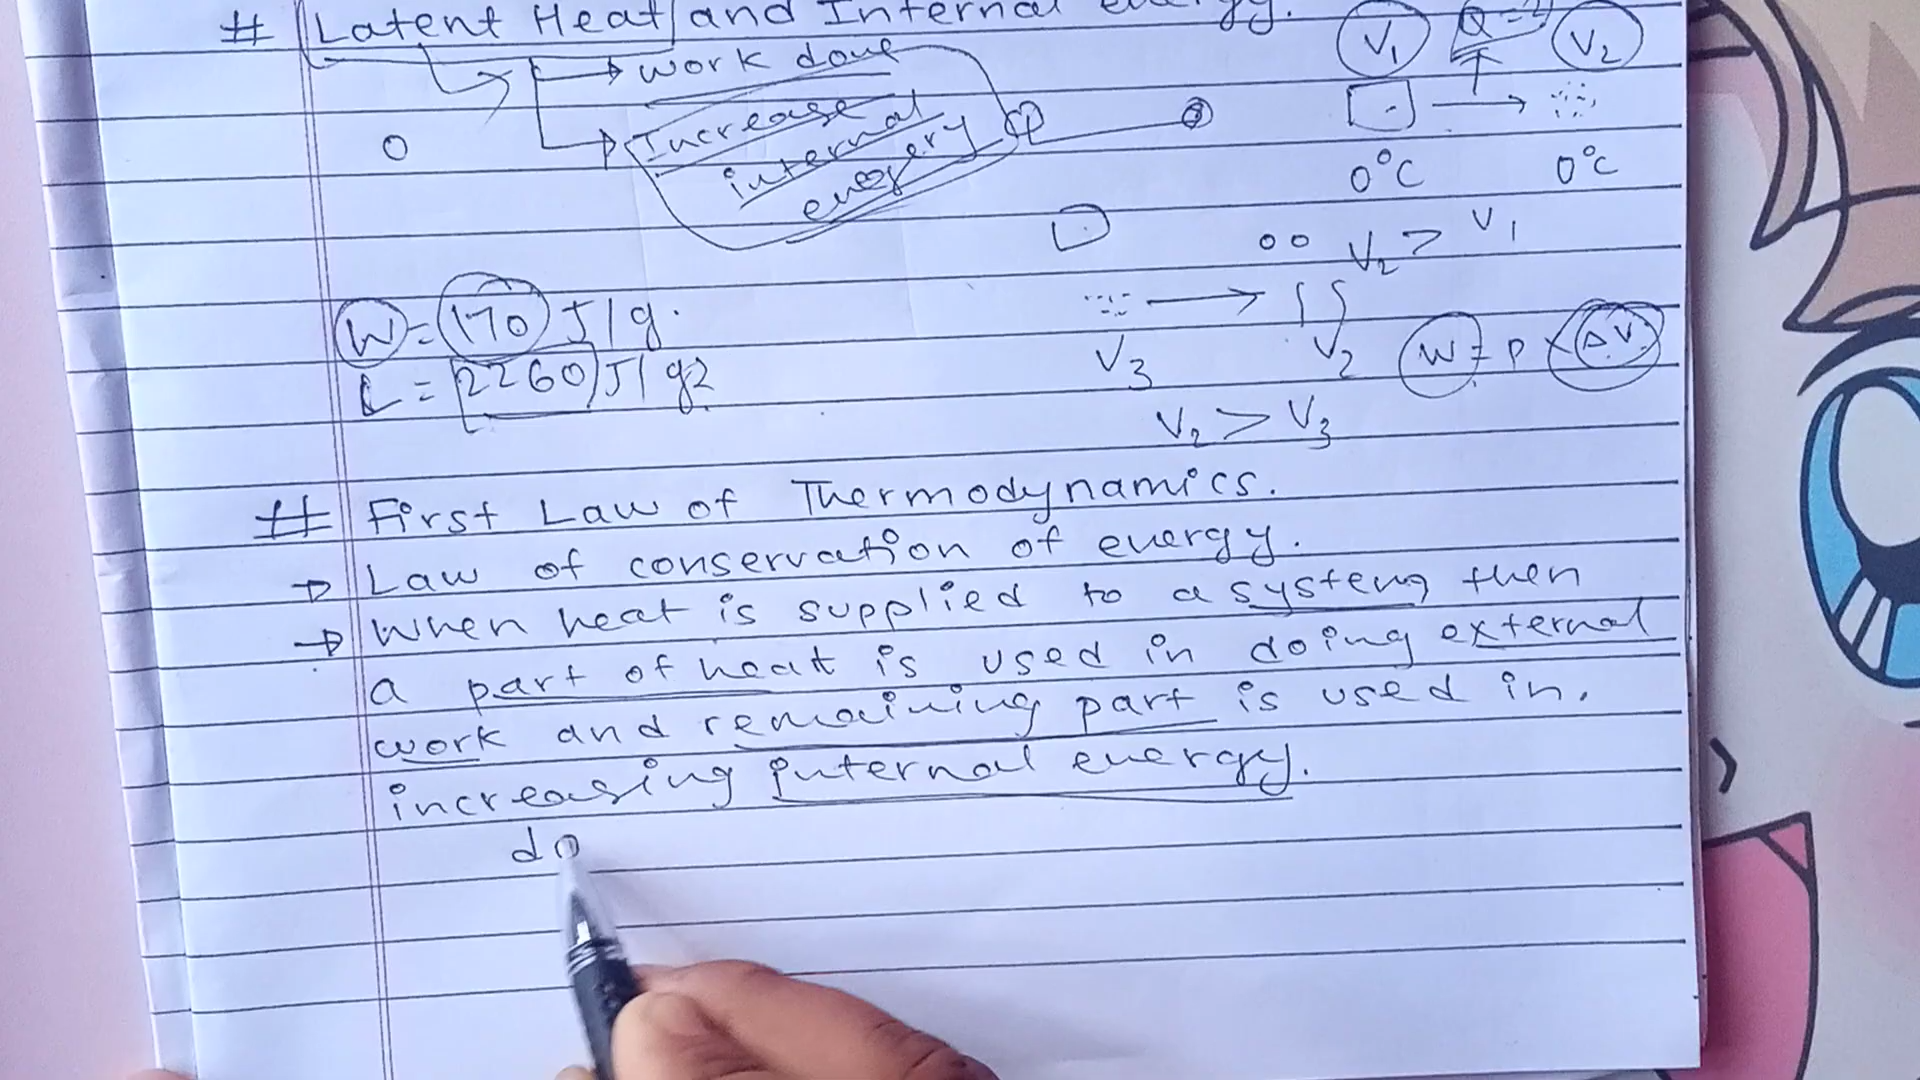 # Latent Heat and Internal energy.
work done
Increase
internal
energy
V₁ V₂
0°C 0°C
V₂ > V₁
W = 170 J/g.
L = 2260 J/g
V₃ V₂ W = P × ΔV
V₂ > V₃
# First Law of Thermodynamics.
→ Law of conservation of energy.
→ When heat is supplied to a system then
a part of heat is used in doing external
work and remaining part is used in.
increasing internal energy.